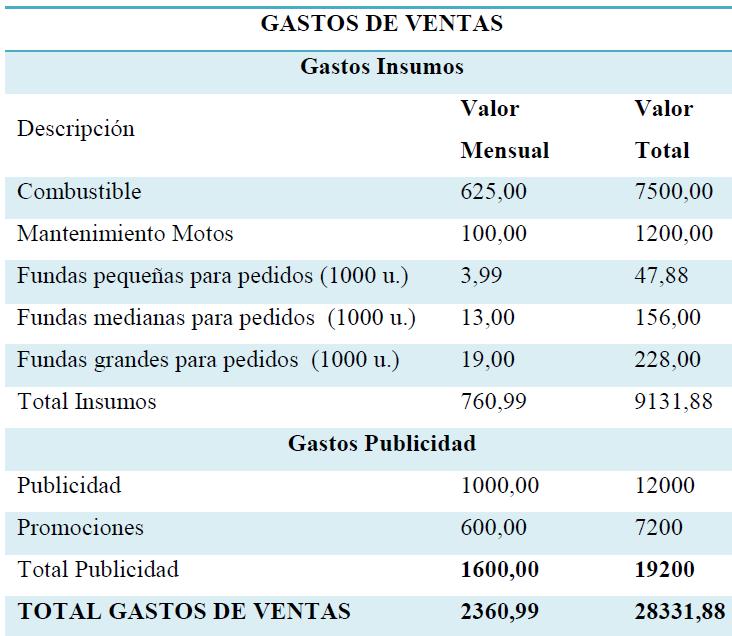 GASTOS DE VENTAS
Gastos Insumos
Descripción Valor Mensual Valor Total
Combustible 625,00 7500,00
Mantenimiento Motos 100,00 1200,00
Fundas pequeñas para pedidos (1000 u.) 3,99 47,88
Fundas medianas para pedidos (1000 u.) 13,00 156,00
Fundas grandes para pedidos (1000 u.) 19,00 228,00
Total Insumos 760,99 9131,88
Gastos Publicidad
Publicidad 1000,00 12000
Promociones 600,00 7200
Total Publicidad 1600,00 19200
TOTAL GASTOS DE VENTAS 2360,99 28331,88